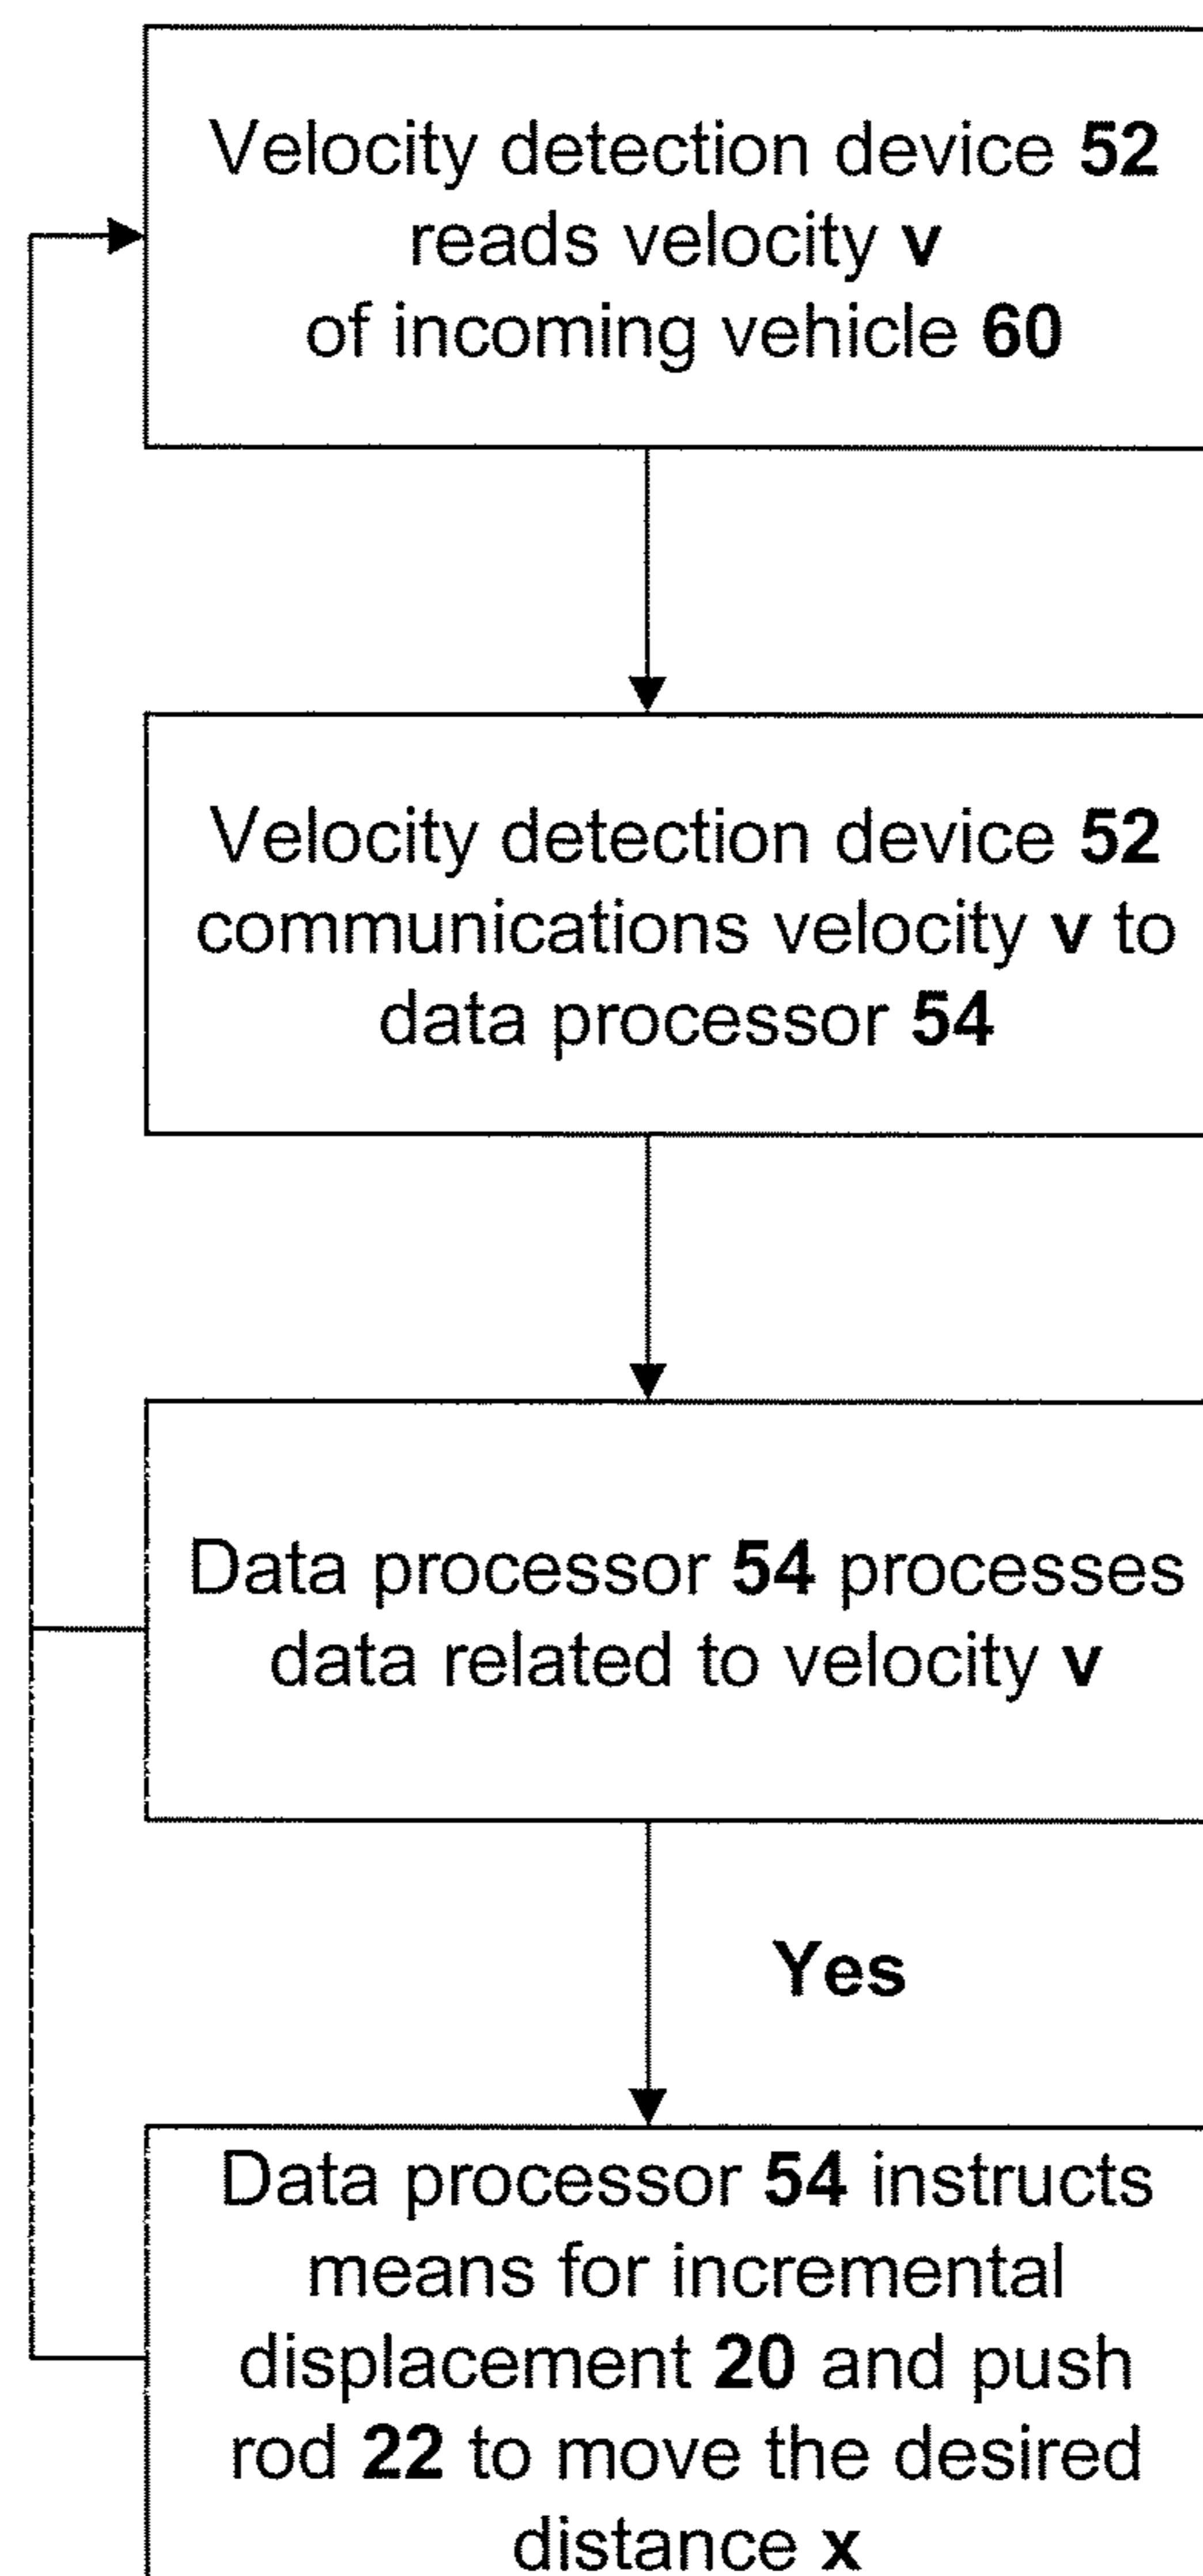 Velocity detection device 52
reads velocity v
of incoming vehicle 60
Velocity detection device 52
communications velocity v to
data processor 54
Data processor 54 processes
data related to velocity v
Yes
Data processor 54 instructs
means for incremental
displacement 20 and push
rod 22 to move the desired
distance x